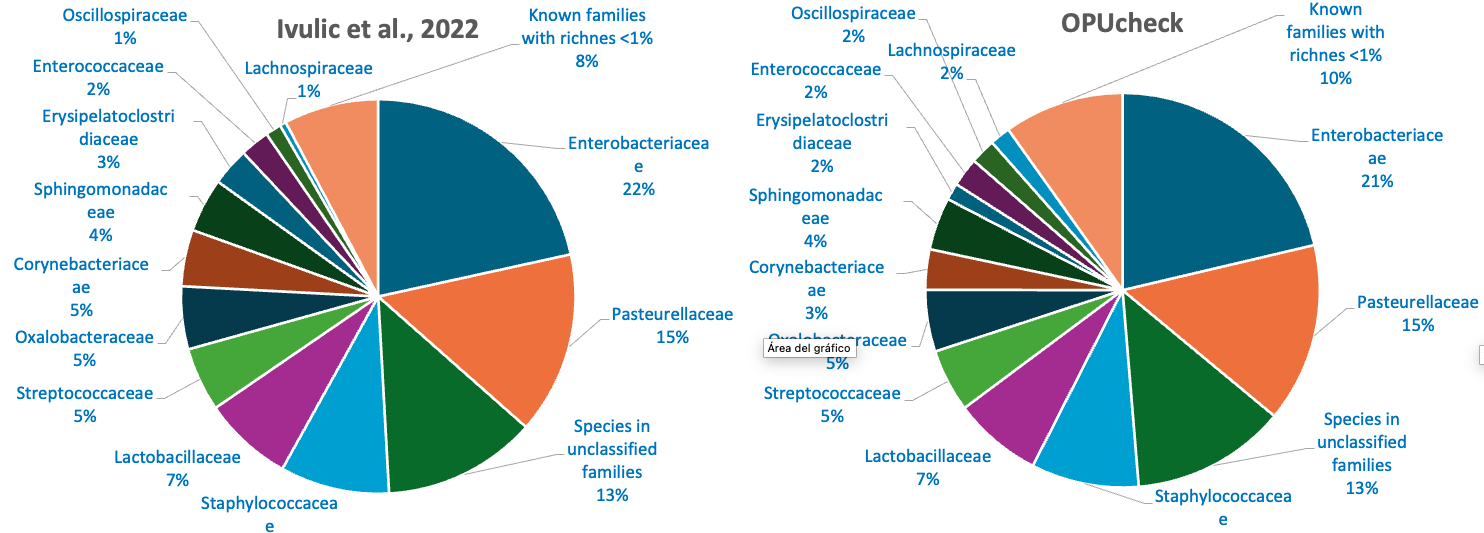 Ivulic et al., 2022
Oscillospiraceae
1%
Known families
with richnes <1%
8%
Enterococcaceae
2%
Lachnospiraceae
1%
Erysipelatoclostri
diaceae
3%
Enterobacteriacea
e
22%
Sphingomonadac
eae
4%
Corynebacteriace
ae
5%
Pasteurellaceae
15%
Oxalobacteraceae
5%
Streptococcaceae
5%
Species in
unclassified
families
13%
Lactobacillaceae
7%
Staphylococcacea
e
OPUcheck
Oscillospiraceae
2%
Known
families with
richnes <1%
10%
Lachnospiraceae
2%
Enterococcaceae
2%
Erysipelatoclostri
diaceae
2%
Enterobacteriace
ae
21%
Sphingomonadac
eae
4%
Corynebacteriace
ae
3%
Pasteurellaceae
15%
Oxalobacteraceae
5%
Área del gráfico
Streptococcaceae
5%
Species in
unclassified
families
13%
Lactobacillaceae
7%
Staphylococcacea
e